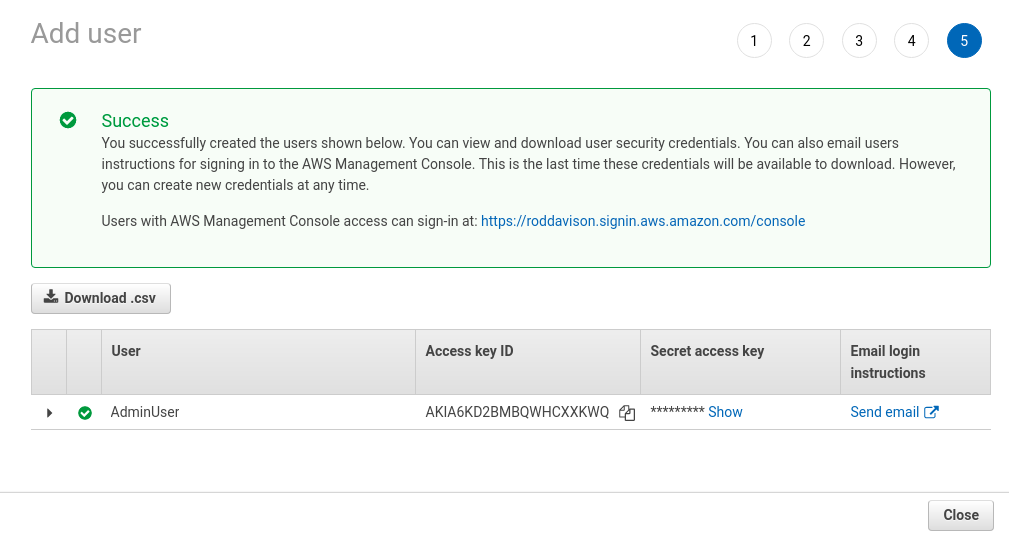 Add user
1 2 3 4 5
Success
You successfully created the users shown below. You can view and download user security credentials. You can also email users
instructions for signing in to the AWS Management Console. This is the last time these credentials will be available to download. However,
you can create new credentials at any time.
Users with AWS Management Console access can sign-in at: https://roddavison.signin.aws.amazon.com/console
Download .csv
User Access key ID Secret access key Email login
instructions
AdminUser AKIA6KD2BMBQWHCXXKWQ ********* Show Send email
Close